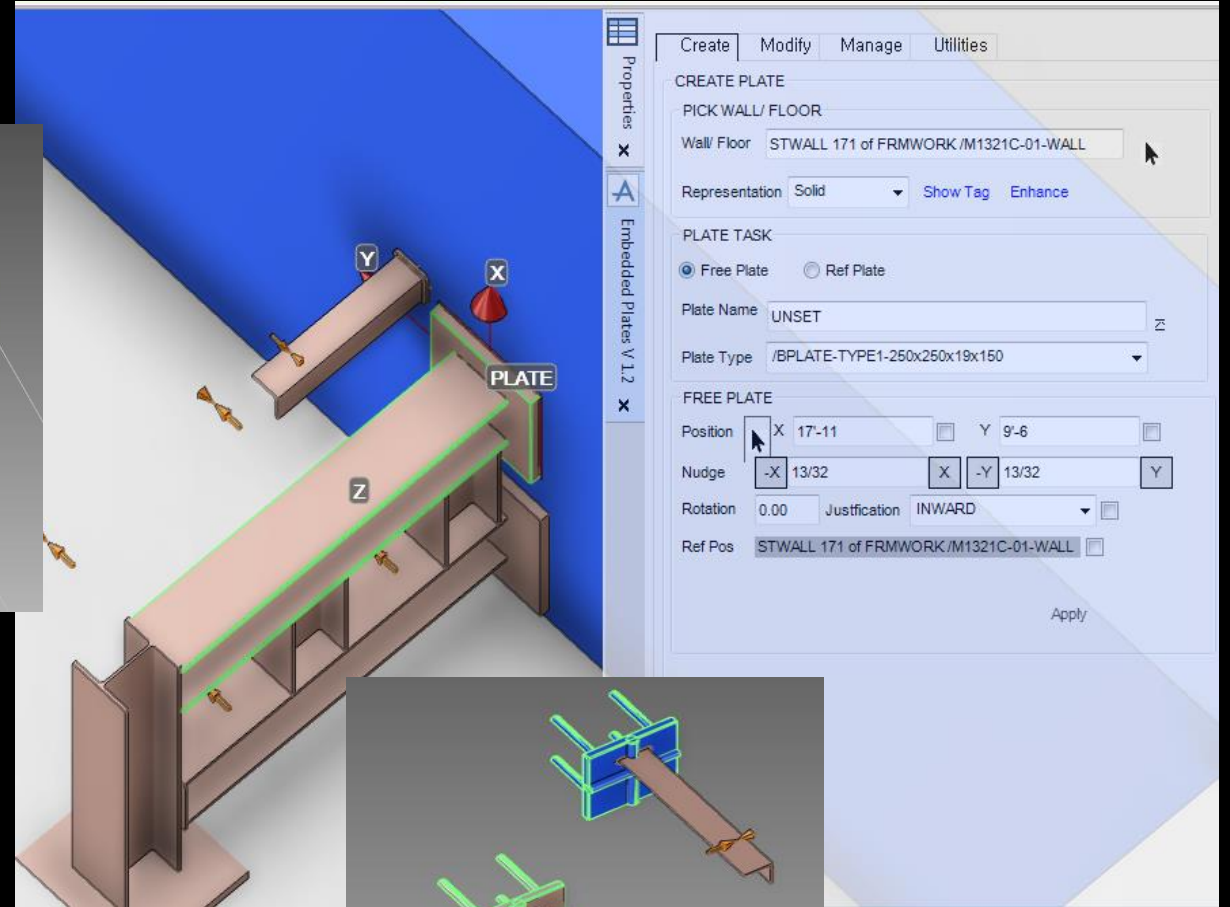 Create Modify Manage Utilities
CREATE PLATE
PICK WALL/ FLOOR
Wall/ Floor STWALL 171 of FRMWORK /M1321C-01-WALL
Representation Solid Show Tag Enhance
PLATE TASK
Free Plate Ref Plate
Plate Name UNSET
Plate Type /BPLATE-TYPE1-250x250x19x150
FREE PLATE
Position X 17'-11 Y 9'-6
Nudge -X 13/32 X -Y 13/32 Y
Rotation 0.00 Justfication INWARD
Ref Pos STWALL 171 of FRMWORK /M1321C-01-WALL
Apply
Properties
Embedded Plates V 1.2
Y
X
PLATE
Z